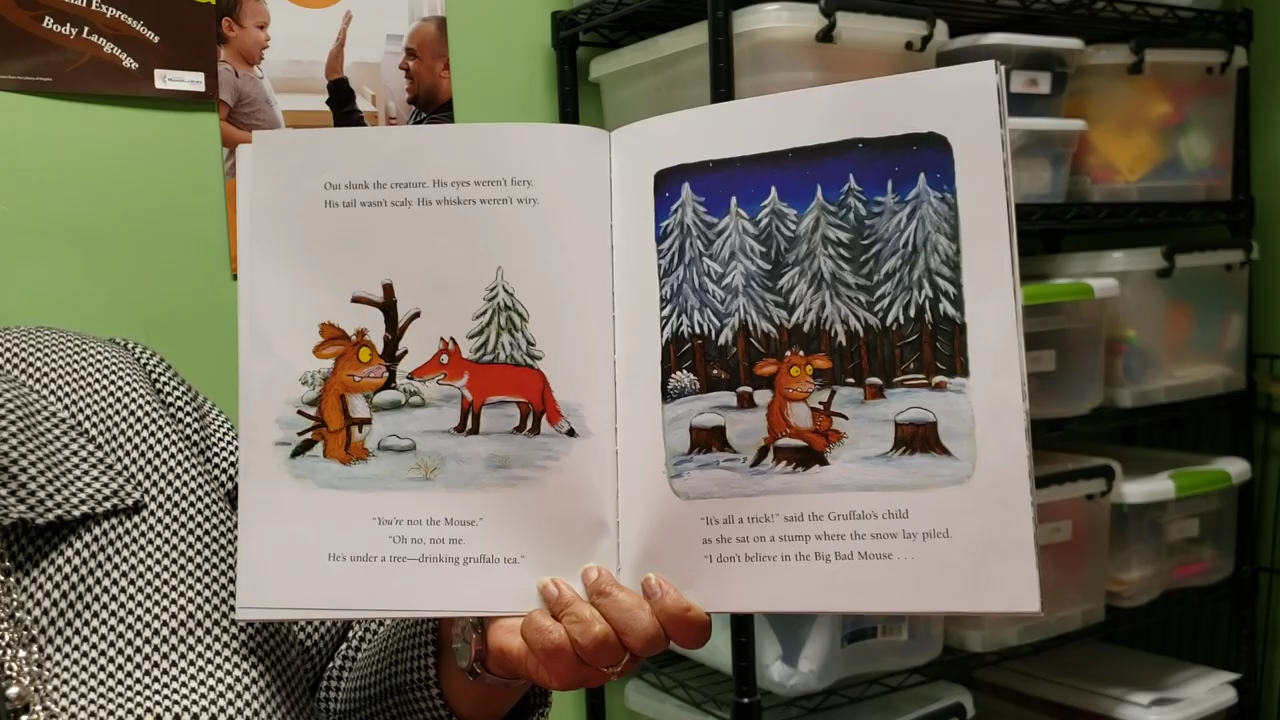 ial Expressions
Body Language
Out slunk the creature. His eyes weren't fiery.
His tail wasn't scaly. His whiskers weren't wiry.
"You're not the Mouse."
"Oh no, not me.
He's under a tree—drinking gruffalo tea."
"It's all a trick!" said the Gruffalo's child
as she sat on a stump where the snow lay piled.
"I don't believe in the Big Bad Mouse . . .